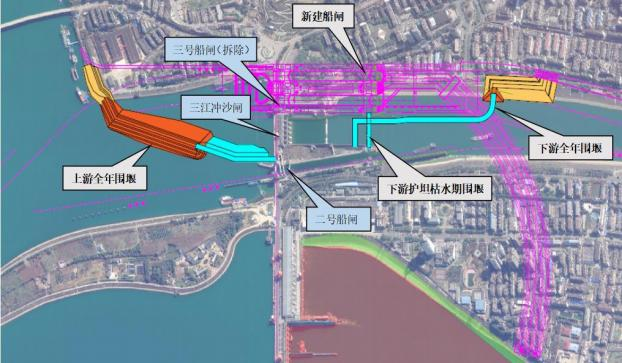 新建船闸
三号船闸（拆除）
三江冲沙闸
上游全年围堰
下游全年围堰
下游护坦枯水期围堰
二号船闸